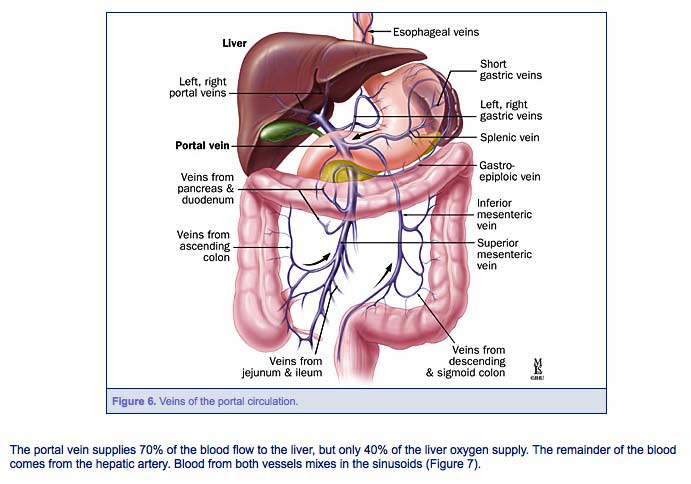 Esophageal veins
Liver
Short
gastric veins
Left, right
portal veins
Left, right
gastric veins
Splenic vein
Portal vein
Gastro-
epiploic vein
Veins from
pancreas &
duodenum
Inferior
mesenteric
vein
Veins from
ascending
colon
Superior
mesenteric
vein
Veins from
jejunum & ileum
Veins from
descending
& sigmoid colon
Figure 6. Veins of the portal circulation.
The portal vein supplies 70% of the blood flow to the liver, but only 40% of the liver oxygen supply. The remainder of the blood
comes from the hepatic artery. Blood from both vessels mixes in the sinusoids (Figure 7).